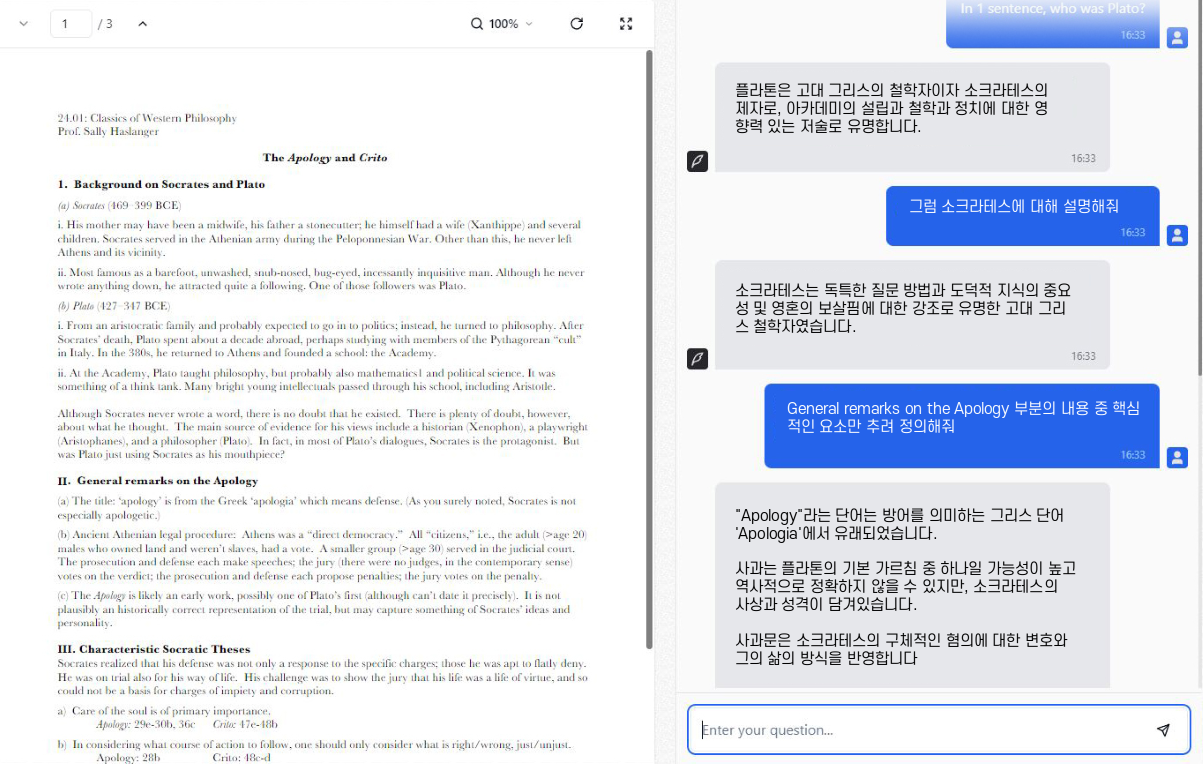 1 / 3
100%
24.01: Classics of Western Philosophy
Prof. Sally Haslanger
The Apology and Crito
1. Background on Socrates and Plato
(a) Socrates (469–399 BCE)
i. His mother may have been a midwife, his father a stonecutter; he himself had a wife (Xanthippe) and several
children. Socrates served in the Athenian army during the Peloponnesian War. Other than this, he never left
Athens and its vicinity.
ii. Most famous as a barefoot, unwashed, snub-nosed, bug-eyed, incessantly inquisitive man. Although he never
wrote anything down, he attracted quite a following. One of those followers was Plato.
(b) Plato (427–347 BCE)
i. From an aristocratic family and probably expected to go in to politics; instead, he turned to philosophy. After
Socrates' death, Plato spent about a decade abroad, perhaps studying with members of the Pythagorean “cult”
in Italy. In the 380s, he returned to Athens and founded a school: the Academy.
ii. At the Academy, Plato taught philosophy, but probably also mathematics1 and political science. It was
something of a think tank. Many bright young intellectuals passed through his school, including Aristotle.
Although Socrates never wrote a word, there is no doubt that he existed. There is plenty of doubt, however,
about what he thought. The main source of evidence for his views include a historian (Xenophon), a playwright
(Aristophanes), and a philosopher (Plato). In fact, in most of Plato's dialogues, Socrates is the protagonist. But
was Plato just using Socrates as his mouthpiece?
II. General remarks on the Apology
(a) The title: ‘apology’ is from the Greek ‘apologia’ which means defense. (As you surely noted, Socrates is not
especially apologetic.)
(b) Ancient Athenian legal procedure: Athens was a “direct democracy.” All “citizens,” i.e., the adult (>age 20)
males who owned land and weren't slaves, had a vote. A smaller group (>age 30) served in the judicial court.
The prosecution and defense each make speeches; the jury (there were no judges, in the contemporary sense)
votes on the verdict; the prosecution and defense each propose penalties; the jury votes on the penalty.
(c) The Apology is likely an early work, possibly one of Plato's first (although can't date it precisely). It is not
plausibly an historically correct representation of the trial, but may capture something of Socrates' ideas and
personality.
III. Characteristic Socratic Theses
Socrates realized that his defense was not only a response to the specific charges; those he was apt to flatly deny.
He was on trial also for his way of life. His challenge was to show the jury that his life was a life of virtue, and so
could not be a basis for charges of impiety and corruption.
a) Care of the soul is of primary importance.
Apology: 29e-30b, 36c Crito: 47e-48b
b) In considering what course of action to follow, one should only consider what is right/wrong, just/unjust.
Apology: 28b Crito: 48c-d
In 1 sentence, who was Plato?
16:33
플라톤은 고대 그리스의 철학자이자 소크라테스의
제자로, 아카데미의 설립과 철학과 정치에 대한 영
향력 있는 저술로 유명합니다.
16:33
그럼 소크라테스에 대해 설명해줘
16:33
소크라테스는 독특한 질문 방법과 도덕적 지식의 중요
성 및 영혼의 보살핌에 대한 강조로 유명한 고대 그리
스 철학자였습니다.
16:33
General remarks on the Apology 부분의 내용 중 핵심
적인 요소만 추려 정의해줘
16:33
"Apology"라는 단어는 방어를 의미하는 그리스 단어
'Apologia'에서 유래되었습니다.
사과는 플라톤의 기본 가르침 중 하나일 가능성이 높고
역사적으로 정확하지 않을 수 있지만, 소크라테스의
사상과 성격이 담겨있습니다.
사과문은 소크라테스의 구체적인 혐의에 대한 변호와
그의 삶의 방식을 반영합니다
Enter your question...